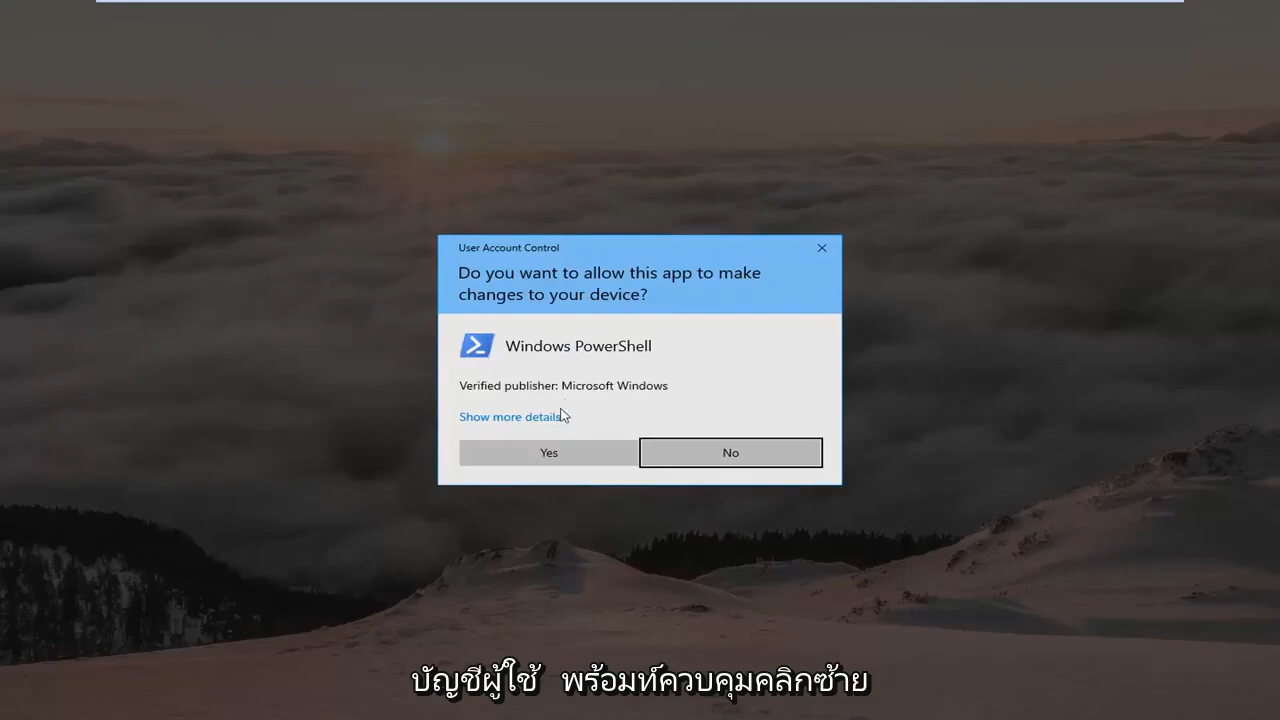 User Account Control
Do you want to allow this app to make
changes to your device?
Windows PowerShell
Verified publisher: Microsoft Windows
Show more details
Yes
No
บัญชีผู้ใช้ พร้อมท์ควบคุมคลิกซ้าย